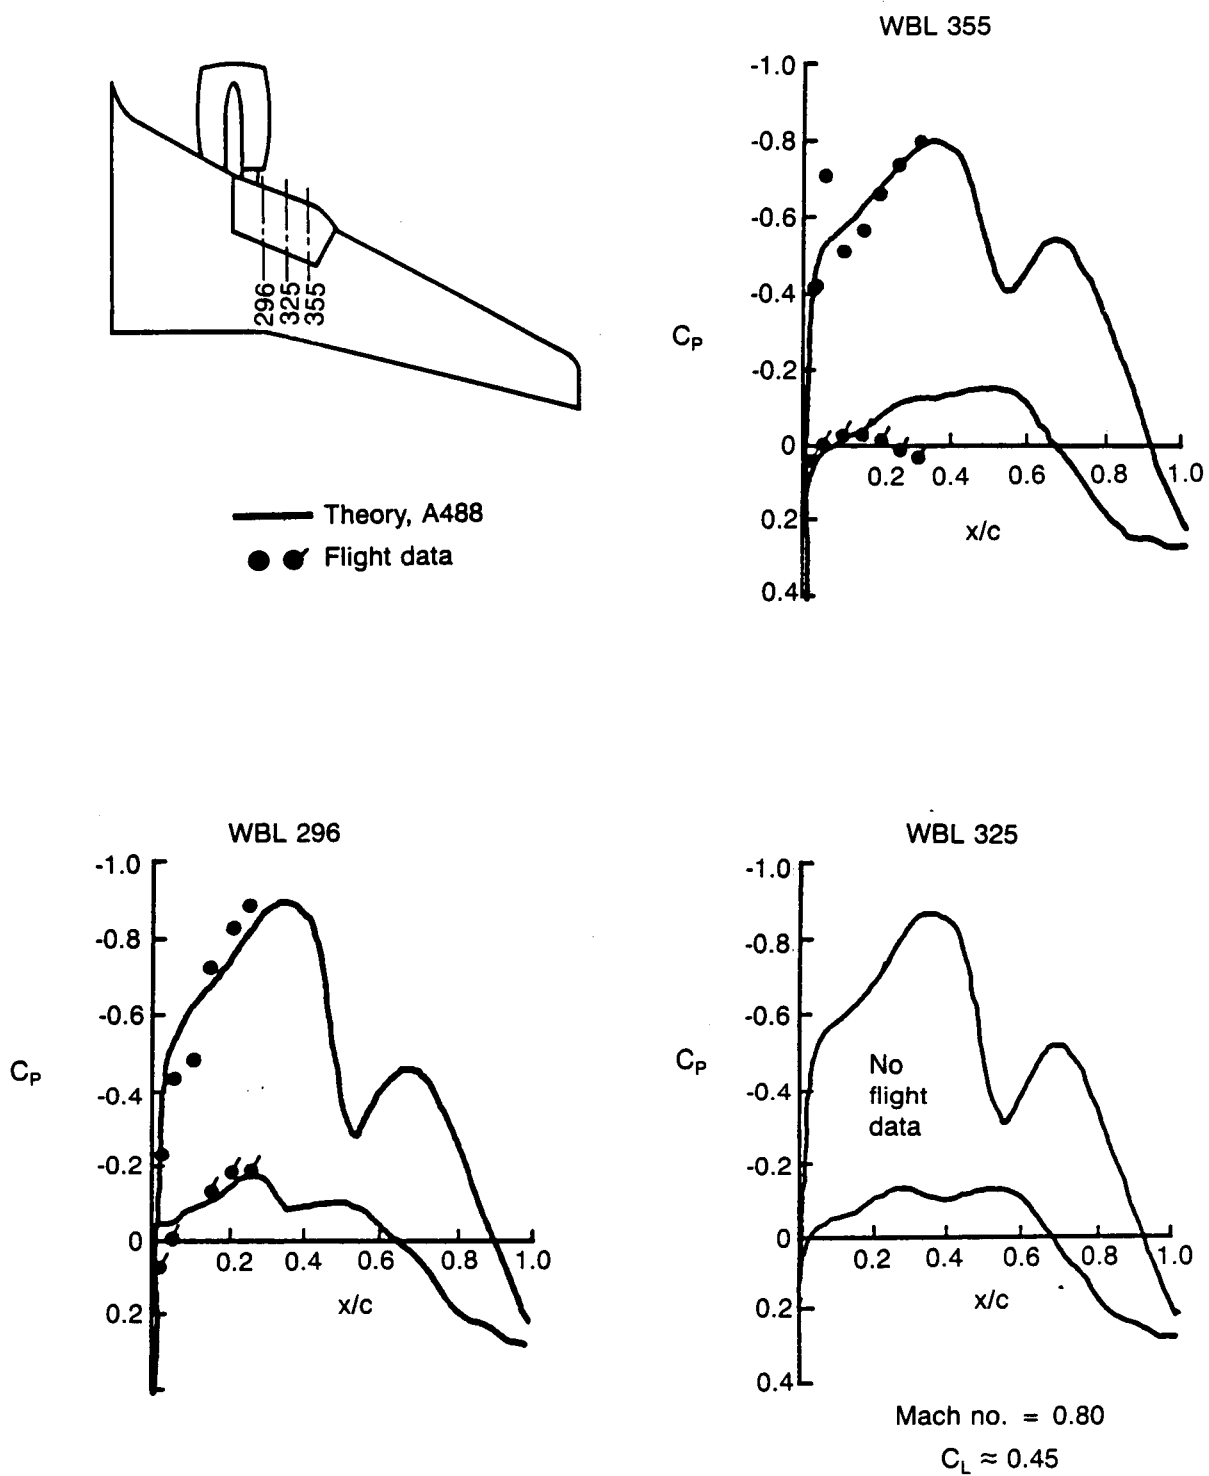 WBL 355
-1.0
-0.8
-0.6
-0.4
-0.2
0
0.2
0.4
C_P
0.2 0.4 0.6 0.8 1.0
x/c
296
325
355
Theory, A488
Flight data
WBL 296
-1.0
-0.8
-0.6
-0.4
-0.2
0
0.2
C_P
0.2 0.4 0.6 0.8 1.0
x/c
WBL 325
-1.0
-0.8
-0.6
-0.4
-0.2
0
0.2
0.4
C_P
No
flight
data
0.2 0.4 0.6 0.8 1.0
x/c
Mach no. = 0.80
C_L ≈ 0.45